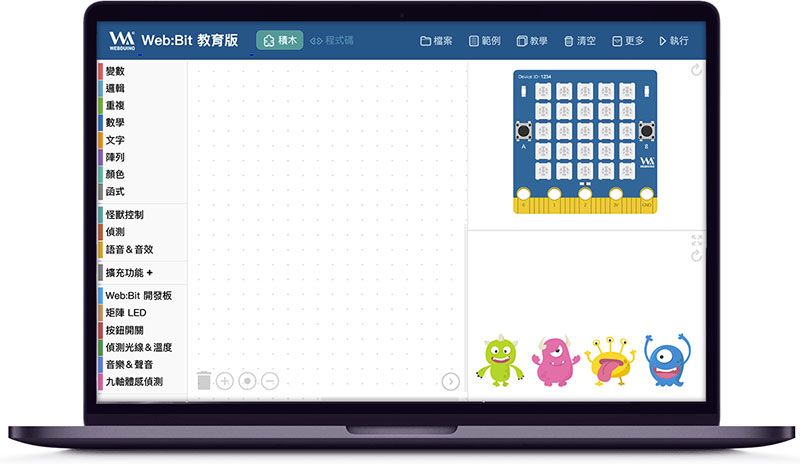 WEBDUINO
Web:Bit 教育版
積木
程式碼
檔案
範例
教學
清空
更多
執行
變數
邏輯
重複
數學
文字
陣列
顏色
函式
怪獸控制
偵測
語音＆音效
擴充功能 +
Web:Bit 開發板
矩陣 LED
按鈕開關
偵測光線＆溫度
音樂＆聲音
九軸體感偵測
Device ID: 1234
A
B
WEBDUINO
0
1
2
3V
GND